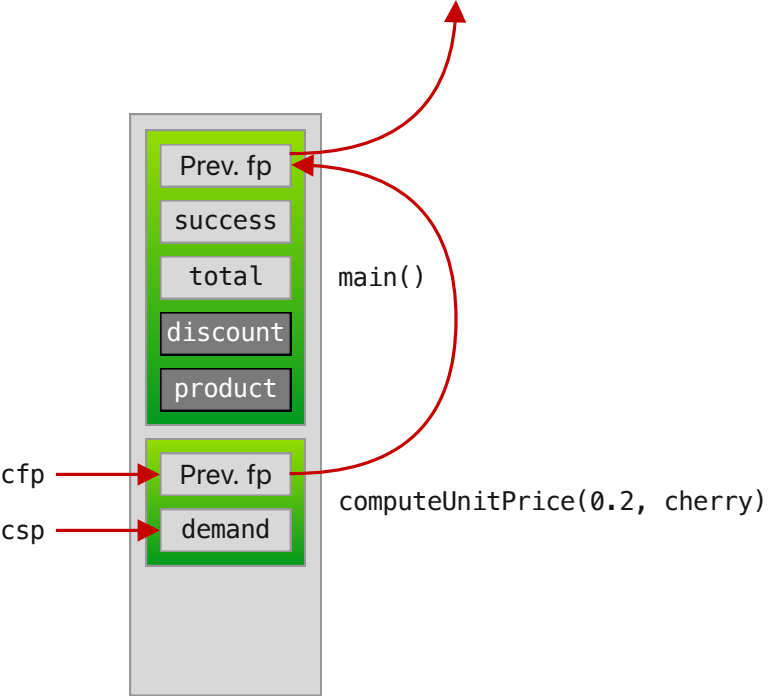 Prev. fp
success
total
main()
discount
product
cfp
Prev. fp
computeUnitPrice(0.2, cherry)
csp
demand